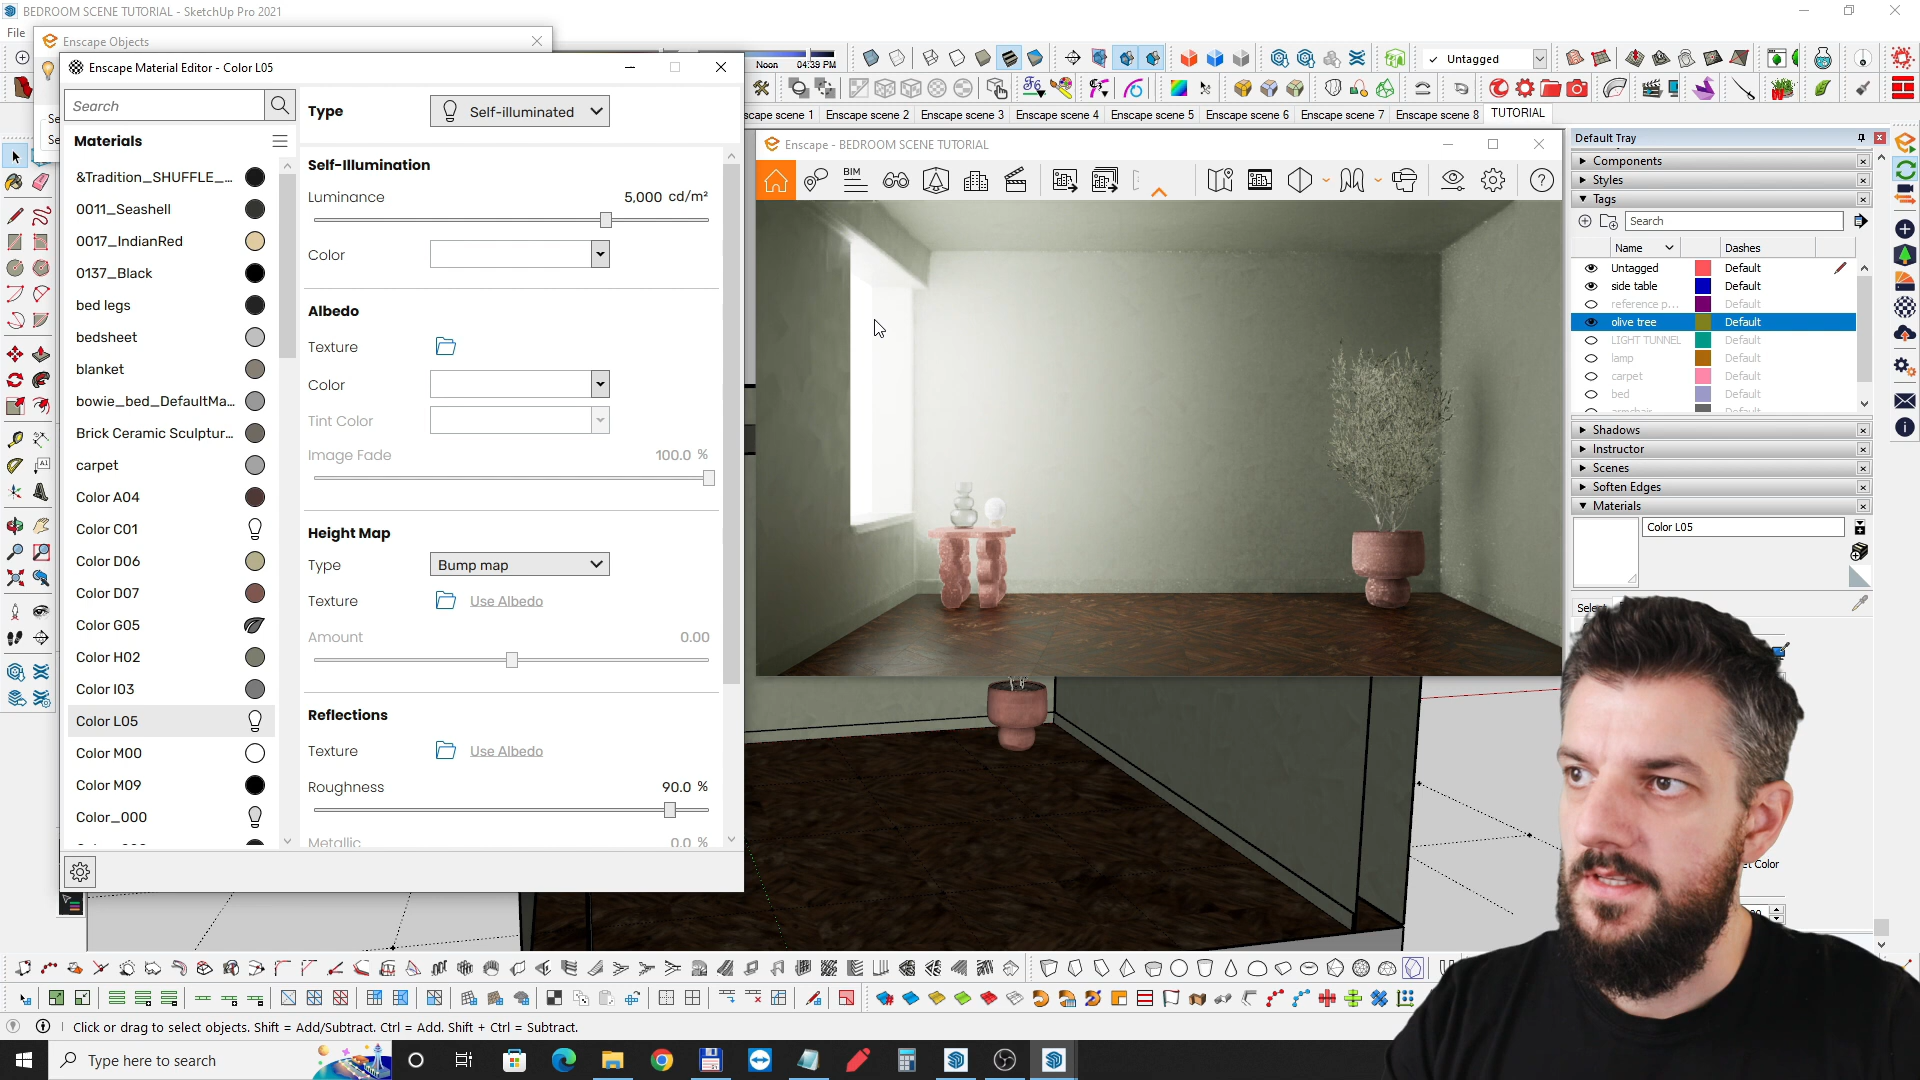 BEDROOM SCENE TUTORIAL - SketchUp Pro 2021
File
Enscape Objects
Enscape Material Editor - Color L05
Noon 04:39 PM
Untagged
Search
Materials
&Tradition_SHUFFLE_...
0011_Seashell
0017_IndianRed
0137_Black
bed legs
bedsheet
blanket
bowie_bed_DefaultMa...
Brick Ceramic Sculptur...
carpet
Color A04
Color C01
Color D06
Color D07
Color G05
Color H02
Color I03
Color L05
Color M00
Color M09
Color_000
Type Self-illuminated
Self-Illumination
Luminance 5,000 cd/m²
Color
Albedo
Texture
Color
Tint Color
Image Fade 100.0 %
Height Map
Type Bump map
Texture Use Albedo
Amount 0.00
Reflections
Texture Use Albedo
Roughness 90.0 %
Metallic 0.0 %
scape scene 1 Enscape scene 2 Enscape scene 3 Enscape scene 4 Enscape scene 5 Enscape scene 6 Enscape scene 7 Enscape scene 8 TUTORIAL
Enscape - BEDROOM SCENE TUTORIAL
BIM
Default Tray
Components
Styles
Tags
Search
Name Dashes
Untagged Default
side table Default
reference p... Default
olive tree Default
LIGHT TUNNEL Default
lamp Default
carpet Default
bed Default
Shadows
Instructor
Scenes
Soften Edges
Materials
Color L05
Selec
et Color
Click or drag to select objects. Shift = Add/Subtract. Ctrl = Add. Shift + Ctrl = Subtract.
Type here to search